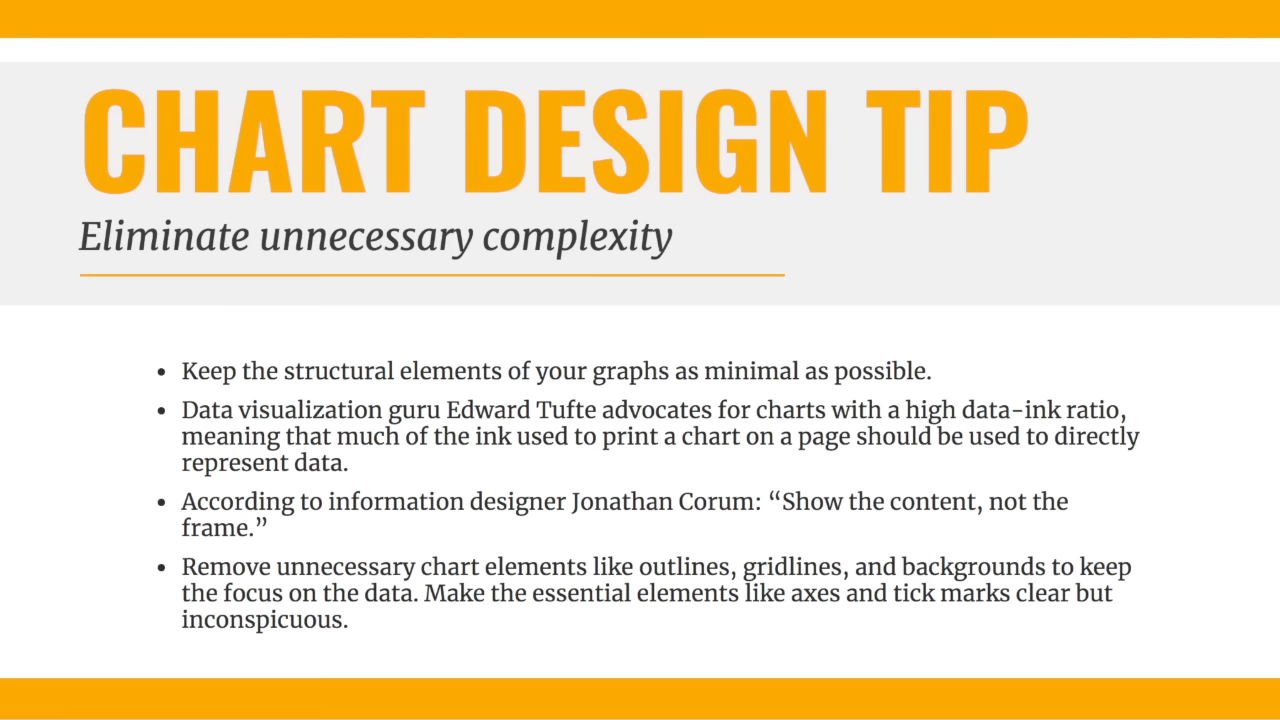 CHART DESIGN TIP
Eliminate unnecessary complexity
• Keep the structural elements of your graphs as minimal as possible.
• Data visualization guru Edward Tufte advocates for charts with a high data-ink ratio,
meaning that much of the ink used to print a chart on a page should be used to directly
represent data.
• According to information designer Jonathan Corum: “Show the content, not the
frame.”
• Remove unnecessary chart elements like outlines, gridlines, and backgrounds to keep
the focus on the data. Make the essential elements like axes and tick marks clear but
inconspicuous.